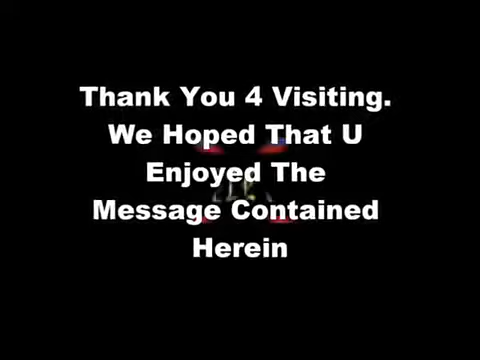 Thank You 4 Visiting.
We Hoped That U
Enjoyed The
Message Contained
Herein